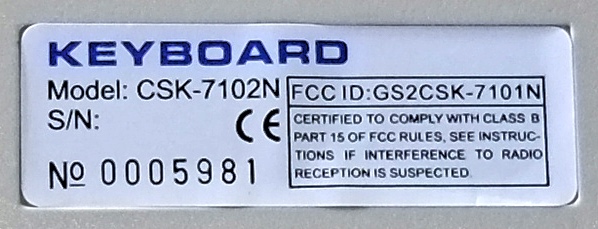 KEYBOARD
Model: CSK-7102N
S/N:
CE
№ 0005981
FCC ID:GS2CSK-7101N
CERTIFIED TO COMPLY WITH CLASS B
PART 15 OF FCC RULES, SEE INSTRUC-
TIONS IF INTERFERENCE TO RADIO
RECEPTION IS SUSPECTED.